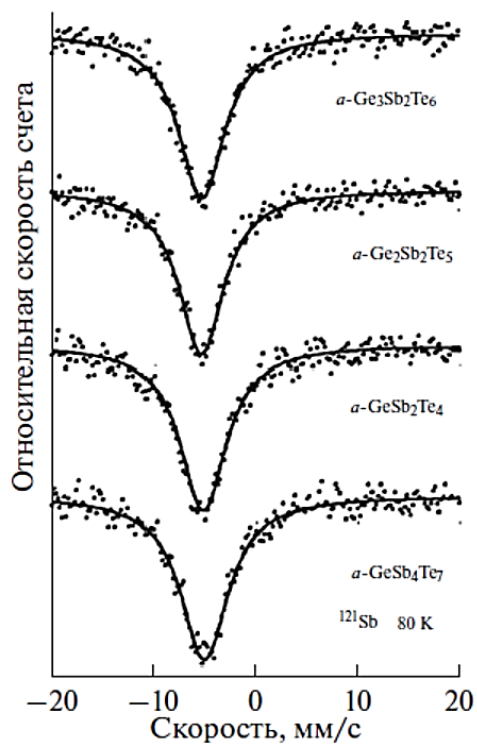 Относительная скорость счета
a-Ge₃Sb₂Te₆
a-Ge₂Sb₂Te₅
a-GeSb₂Te₄
a-GeSb₄Te₇
¹²¹Sb 80 K
−20 −10 0 10 20
Скорость, мм/с